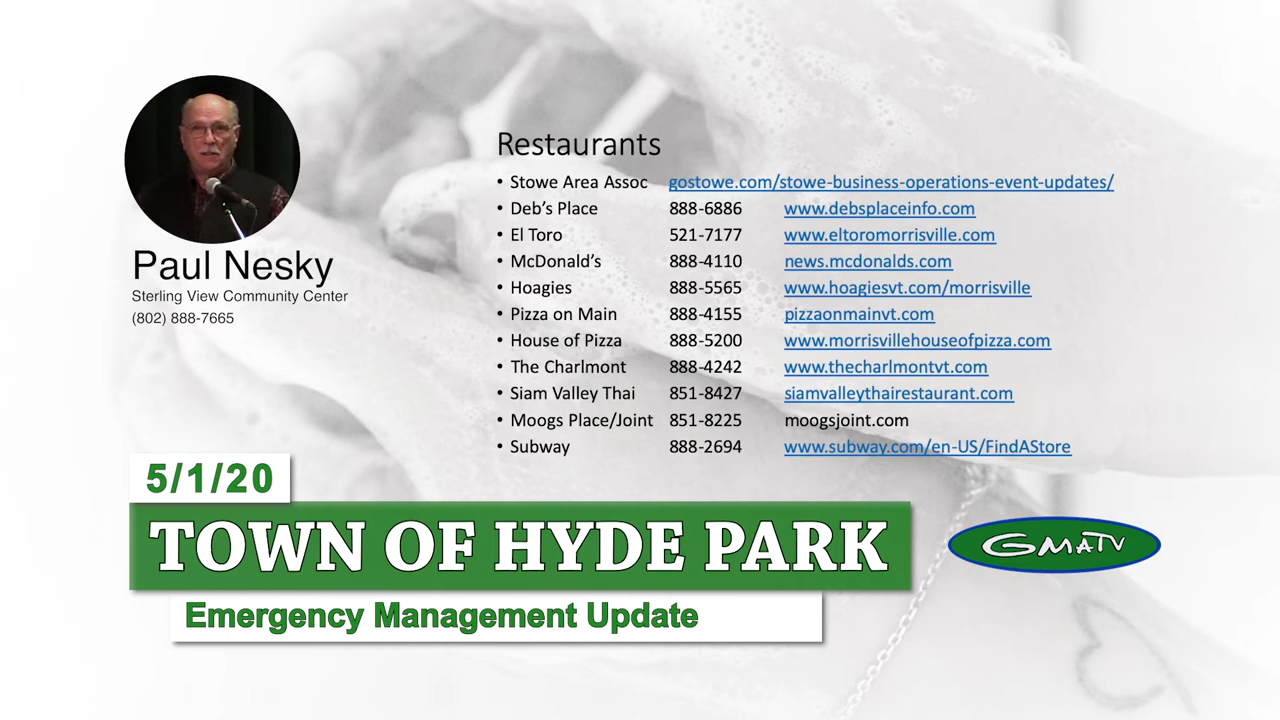 Paul Nesky
Sterling View Community Center
(802) 888-7665
Restaurants
• Stowe Area Assoc gostowe.com/stowe-business-operations-event-updates/
• Deb's Place 888-6886 www.debsplaceinfo.com
• El Toro 521-7177 www.eltoromorrisville.com
• McDonald's 888-4110 news.mcdonalds.com
• Hoagies 888-5565 www.hoagiesvt.com/morrisville
• Pizza on Main 888-4155 pizzaonmainvt.com
• House of Pizza 888-5200 www.morrisvillehouseofpizza.com
• The Charlmont 888-4242 www.thecharlmontvt.com
• Siam Valley Thai 851-8427 siamvalleythairestaurant.com
• Moogs Place/Joint 851-8225 moogsjoint.com
• Subway 888-2694 www.subway.com/en-US/FindAStore
5/1/20
TOWN OF HYDE PARK
GMATV
Emergency Management Update